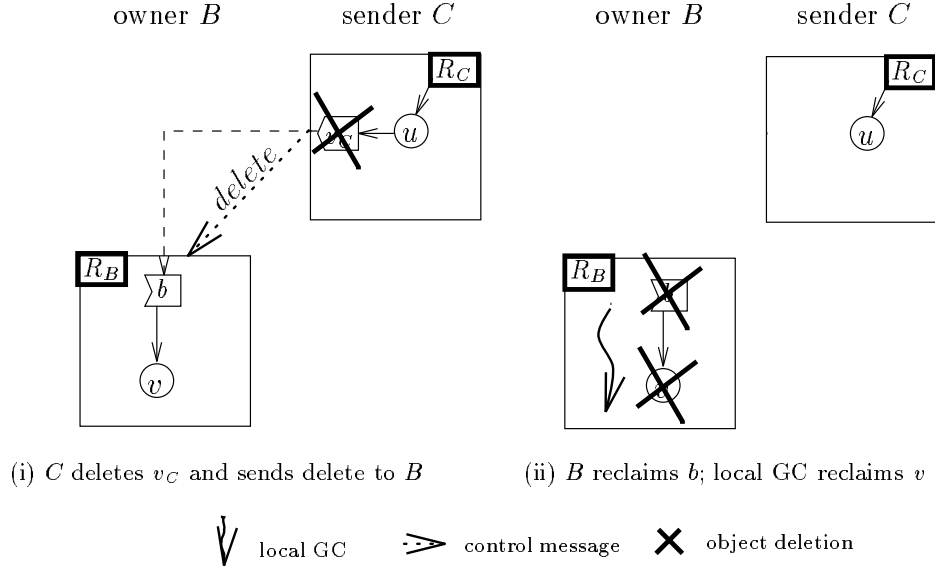 owner B
sender C
owner B
sender C
R_C
v_C
u
delete
R_B
b
v
R_C
u
R_B
(i) C deletes v_C and sends delete to B
(ii) B reclaims b; local GC reclaims v
local GC
control message
object deletion